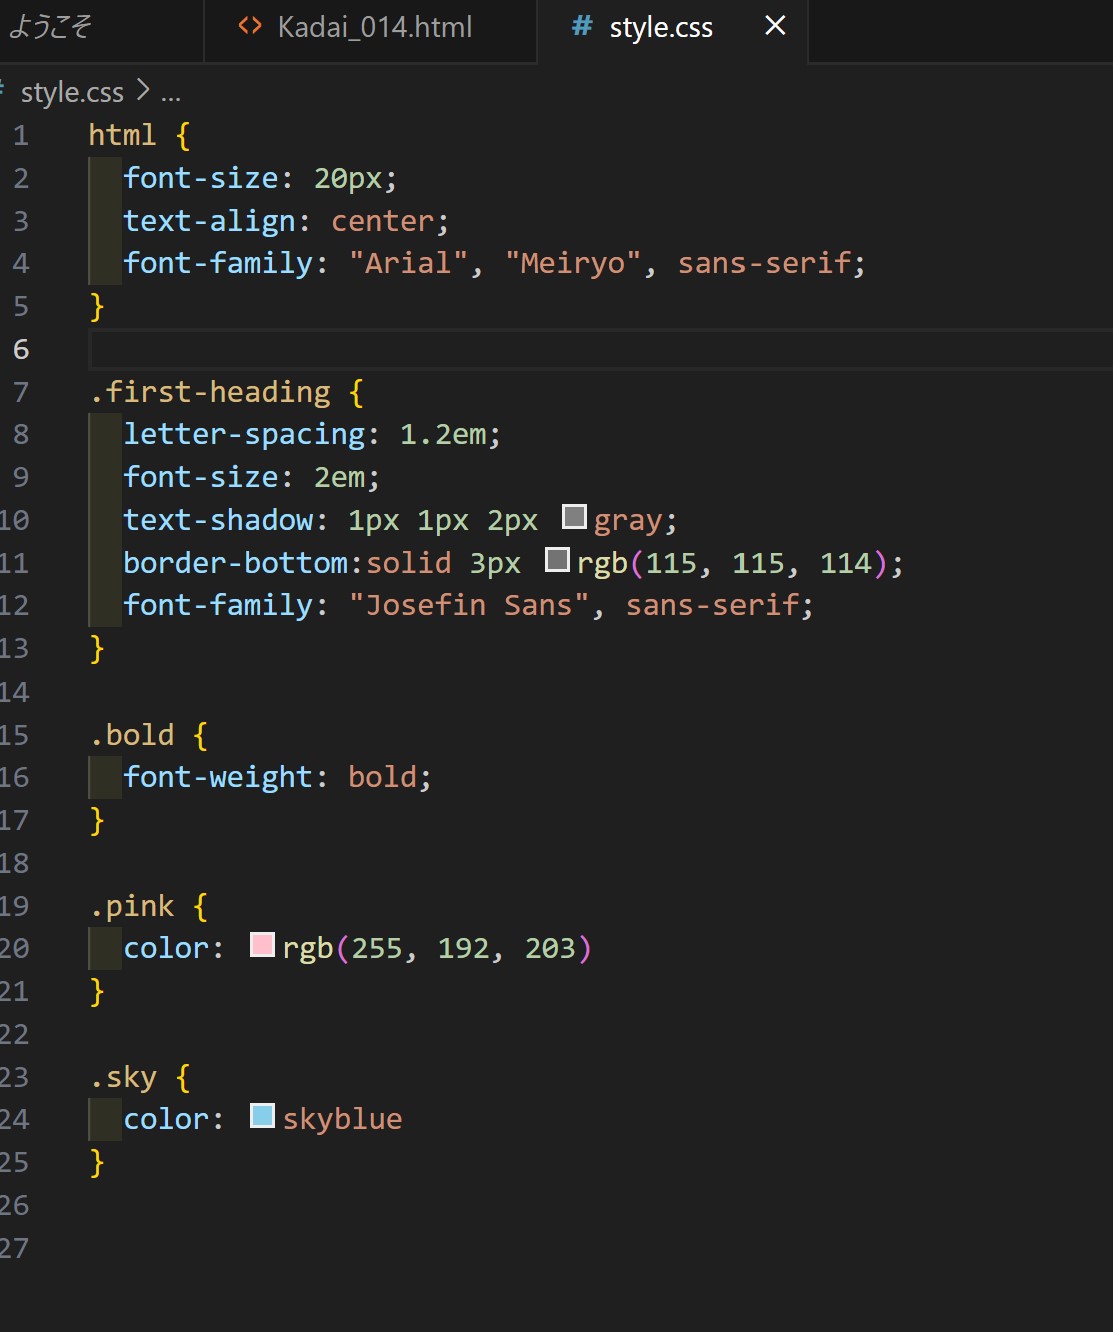 ようこそ
<> Kadai_014.html
# style.css ×
# style.css > ...
1 html {
2   font-size: 20px;
3   text-align: center;
4   font-family: "Arial", "Meiryo", sans-serif;
5 }
6
7 .first-heading {
8   letter-spacing: 1.2em;
9   font-size: 2em;
10   text-shadow: 1px 1px 2px gray;
11   border-bottom:solid 3px rgb(115, 115, 114);
12   font-family: "Josefin Sans", sans-serif;
13 }
14
15 .bold {
16   font-weight: bold;
17 }
18
19 .pink {
20   color: rgb(255, 192, 203)
21 }
22
23 .sky {
24   color: skyblue
25 }
26
27